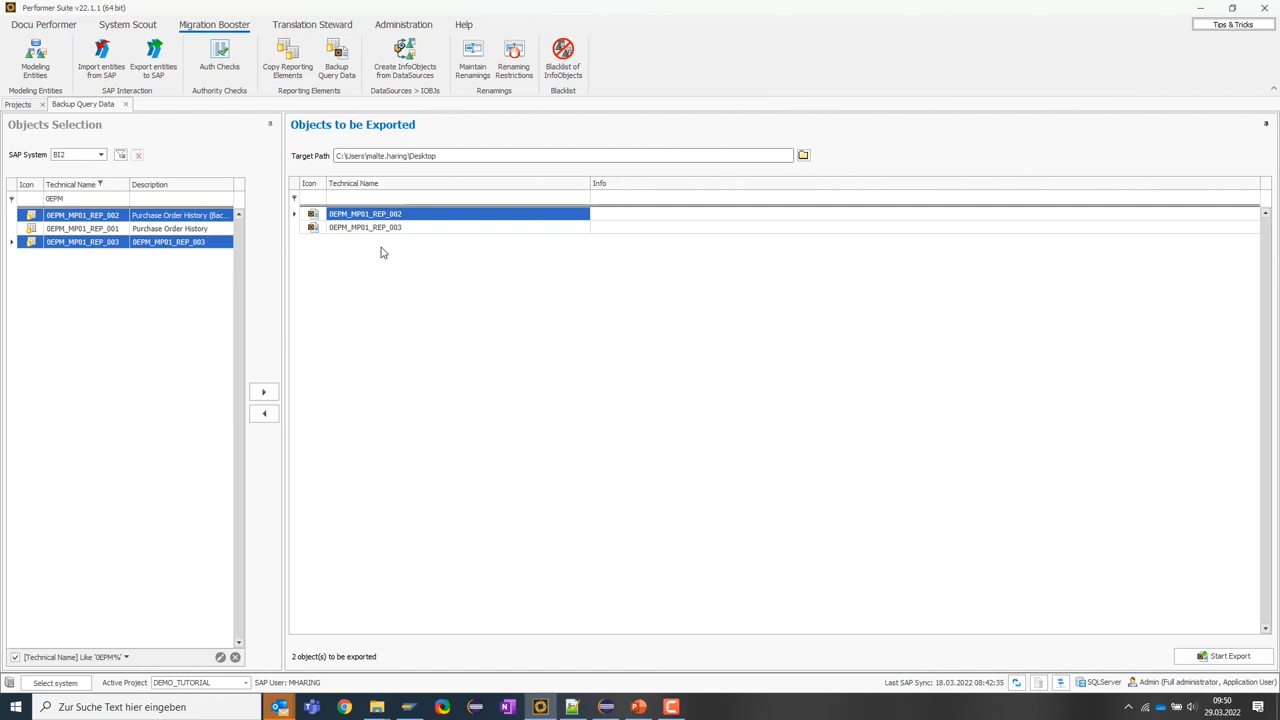 Performer Suite v22.1.1 (64 bit)
Docu Performer System Scout Migration Booster Translation Steward Administration Help Tips & Tricks
Modeling Entities
Import entities from SAP
Export entities to SAP
Auth Checks
Copy Reporting Elements
Backup Query Data
Create InfoObjects from DataSources
Maintain Renamings
Renaming Restrictions
Blacklist of InfoObjects
Modeling Entities SAP Interaction Authority Checks Reporting Elements DataSources > IOBJs Renamings Blacklist
Projects Backup Query Data
Objects Selection
SAP System BI2
Icon Technical Name Description
0EPM
0EPM_MP01_REP_002 Purchase Order History (Bac...
0EPM_MP01_REP_001 Purchase Order History
0EPM_MP01_REP_003 0EPM_MP01_REP_003
[Technical Name] Like '0EPM%'
Objects to be Exported
Target Path C:\Users\malte.haring\Desktop
Icon Technical Name Info
0EPM_MP01_REP_002
0EPM_MP01_REP_003
2 object(s) to be exported Start Export
Select system Active Project DEMO_TUTORIAL SAP User: MHARING Last SAP Sync: 18.03.2022 08:42:35 SQLServer Admin (Full administrator, Application User)
Zur Suche Text hier eingeben
09:50
29.03.2022